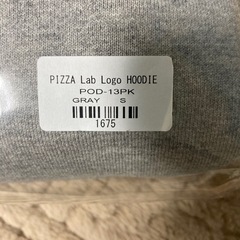 PIZZA Lab Logo HOODIE
POD-13PK
GRAY S
1675